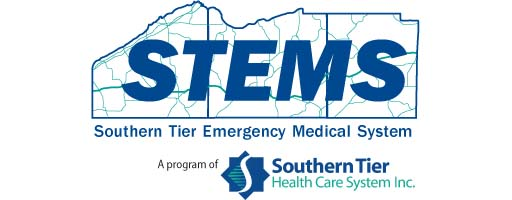 STEMS
Southern Tier Emergency Medical System
A program of
Southern Tier
Health Care System Inc.